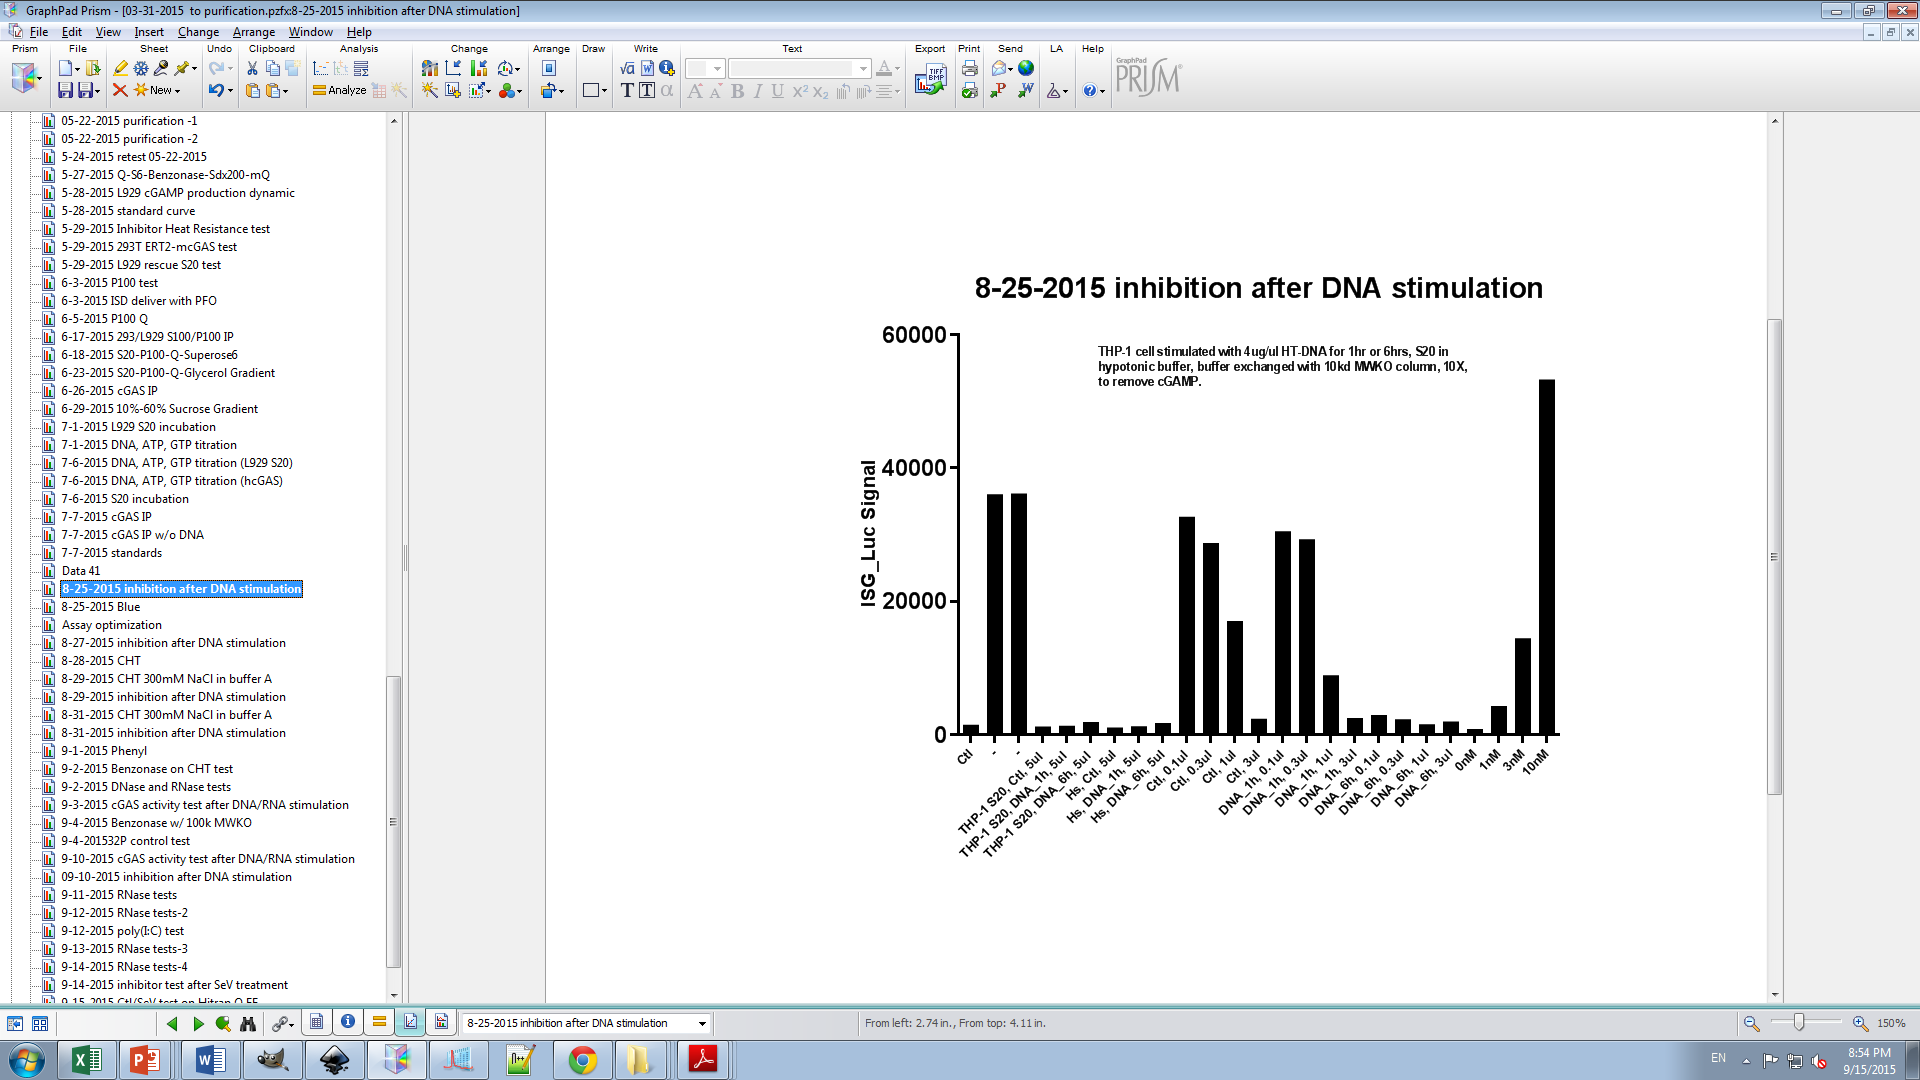 GraphPad Prism - [03-31-2015  to purification.pzfx:8-25-2015 inhibition after DNA stimulation]
File Edit View Insert Change Arrange Window Help
Prism File Sheet Undo Clipboard Analysis Change Arrange Draw Write Text Export Print Send LA Help
New
Analyze
TIFF
BMP
GraphPad
PRISM
05-22-2015 purification -1
05-22-2015 purification -2
5-24-2015 retest 05-22-2015
5-27-2015 Q-S6-Benzonase-Sdx200-mQ
5-28-2015 L929 cGAMP production dynamic
5-28-2015 standard curve
5-29-2015 Inhibitor Heat Resistance test
5-29-2015 293T ERT2-mcGAS test
5-29-2015 L929 rescue S20 test
6-3-2015 P100 test
6-3-2015 ISD deliver with PFO
6-5-2015 P100 Q
6-17-2015 293/L929 S100/P100 IP
6-18-2015 S20-P100-Q-Superose6
6-23-2015 S20-P100-Q-Glycerol Gradient
6-26-2015 cGAS IP
6-29-2015 10%-60% Sucrose Gradient
7-1-2015 L929 S20 incubation
7-1-2015 DNA, ATP, GTP titration
7-6-2015 DNA, ATP, GTP titration (L929 S20)
7-6-2015 DNA, ATP, GTP titration (hcGAS)
7-6-2015 S20 incubation
7-7-2015 cGAS IP
7-7-2015 cGAS IP w/o DNA
7-7-2015 standards
Data 41
8-25-2015 inhibition after DNA stimulation
8-25-2015 Blue
Assay optimization
8-27-2015 inhibition after DNA stimulation
8-28-2015 CHT
8-29-2015 CHT 300mM NaCl in buffer A
8-29-2015 inhibition after DNA stimulation
8-31-2015 CHT 300mM NaCl in buffer A
8-31-2015 inhibition after DNA stimulation
9-1-2015 Phenyl
9-2-2015 Benzonase on CHT test
9-2-2015 DNase and RNase tests
9-3-2015 cGAS activity test after DNA/RNA stimulation
9-4-2015 Benzonase w/ 100k MWKO
9-4-201532P control test
9-10-2015 cGAS activity test after DNA/RNA stimulation
09-10-2015 inhibition after DNA stimulation
9-11-2015 RNase tests
9-12-2015 RNase tests-2
9-12-2015 poly(I:C) test
9-13-2015 RNase tests-3
9-14-2015 RNase tests-4
9-14-2015 inhibitor test after SeV treatment
9-15-2015 Ctl/SeV test on Hitrap Q FF
8-25-2015 inhibition after DNA stimulation
THP-1 cell stimulated with 4ug/ul HT-DNA for 1hr or 6hrs, S20 in
hypotonic buffer, buffer exchanged with 10kd MWKO column, 10X,
to remove cGAMP.
ISG_Luc Signal
60000
40000
20000
0
Ctl
-
-
THP-1 S20, Ctl, 5ul
THP-1 S20, DNA_1h, 5ul
THP-1 S20, DNA_6h, 5ul
Hs, Ctl, 5ul
Hs, DNA_1h, 5ul
Hs, DNA_6h, 5ul
Ctl, 0.1ul
Ctl, 0.3ul
Ctl, 1ul
Ctl, 3ul
DNA_1h, 0.1ul
DNA_1h, 0.3ul
DNA_1h, 1ul
DNA_1h, 3ul
DNA_6h, 0.1ul
DNA_6h, 0.3ul
DNA_6h, 1ul
DNA_6h, 3ul
0nM
1nM
3nM
10nM
8-25-2015 inhibition after DNA stimulation
From left: 2.74 in., From top: 4.11 in.
150%
EN
8:54 PM
9/15/2015